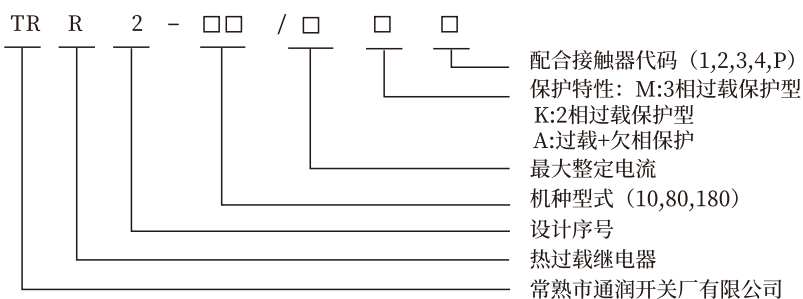 TR R 2 - □□ / □ □ □
配合接触器代码（1,2,3,4,P）
保护特性：M:3相过载保护型
K:2相过载保护型
A:过载+欠相保护
最大整定电流
机种型式（10,80,180）
设计序号
热过载继电器
常熟市通润开关厂有限公司